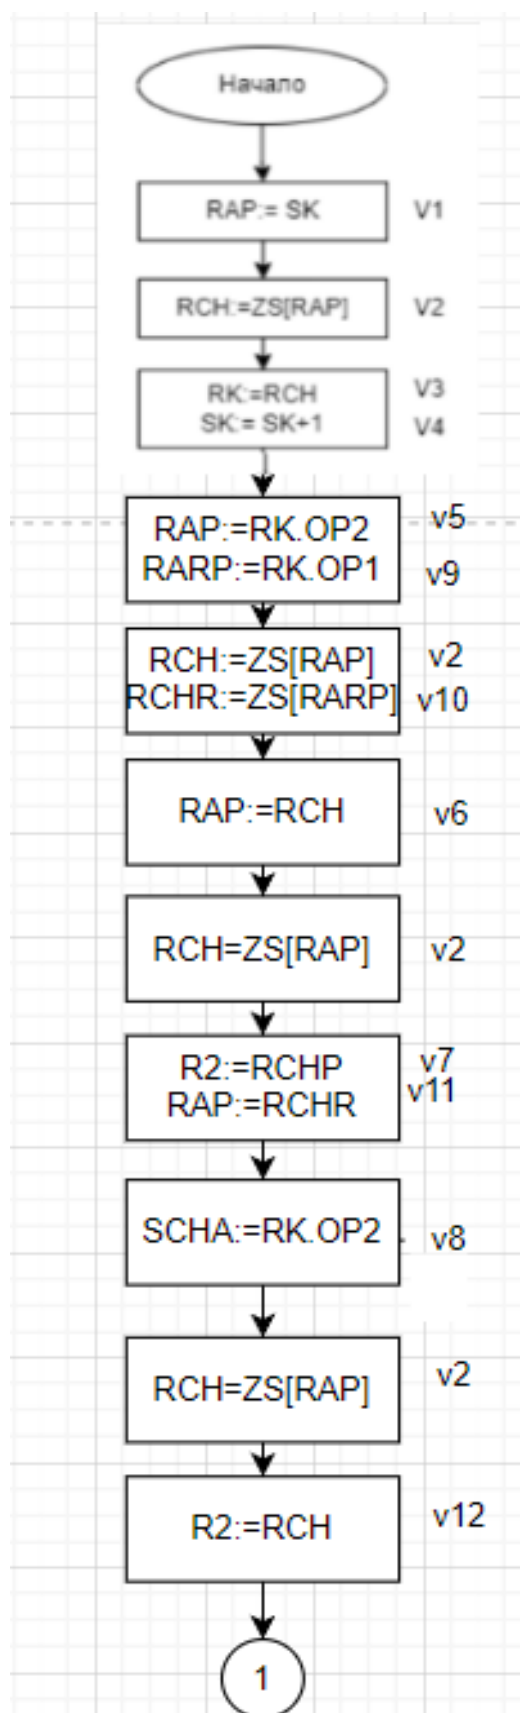 Начало
RAP:= SK V1
RCH:=ZS[RAP] V2
RK:=RCH V3
SK:= SK+1 V4
RAP:=RK.OP2 v5
RARP:=RK.OP1 v9
RCH:=ZS[RAP] v2
RCHR:=ZS[RARP] v10
RAP:=RCH v6
RCH=ZS[RAP] v2
R2:=RCHP v7
RAP:=RCHR v11
SCHA:=RK.OP2 v8
RCH=ZS[RAP] v2
R2:=RCH v12
1